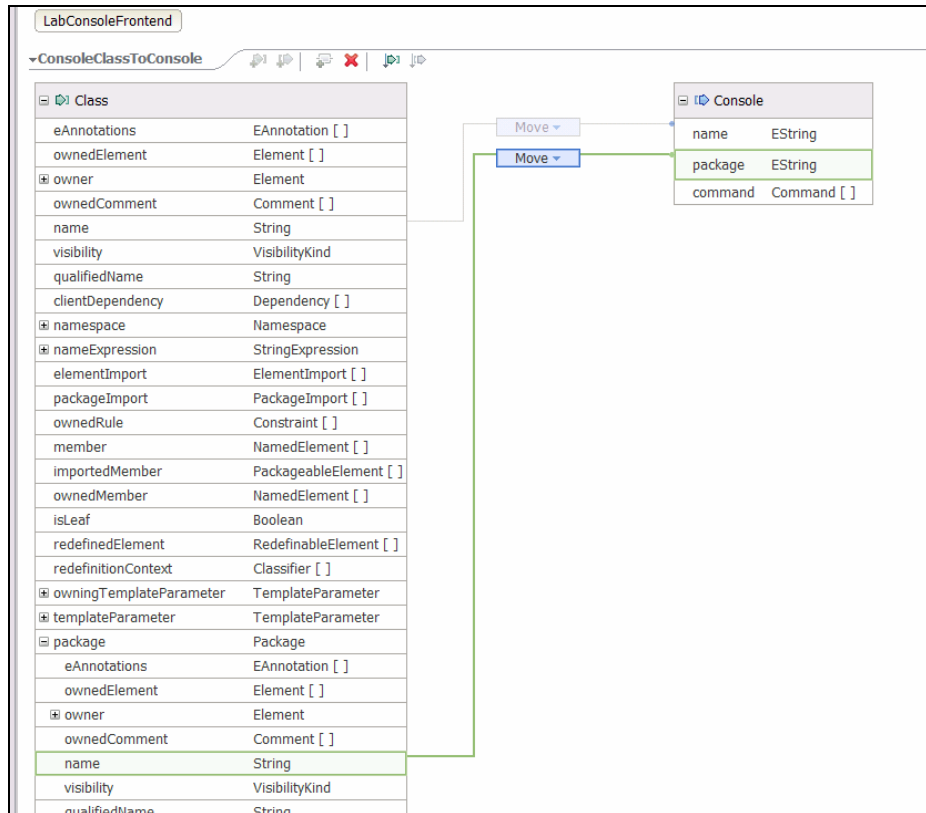 LabConsoleFrontend
ConsoleClassToConsole
Class
eAnnotations EAnnotation [ ]
ownedElement Element [ ]
owner Element
ownedComment Comment [ ]
name String
visibility VisibilityKind
qualifiedName String
clientDependency Dependency [ ]
namespace Namespace
nameExpression StringExpression
elementImport ElementImport [ ]
packageImport PackageImport [ ]
ownedRule Constraint [ ]
member NamedElement [ ]
importedMember PackageableElement [ ]
ownedMember NamedElement [ ]
isLeaf Boolean
redefinedElement RedefinableElement [ ]
redefinitionContext Classifier [ ]
owningTemplateParameter TemplateParameter
templateParameter TemplateParameter
package Package
eAnnotations EAnnotation [ ]
ownedElement Element [ ]
owner Element
ownedComment Comment [ ]
name String
visibility VisibilityKind
qualifiedName String
Move
Move
Console
name EString
package EString
command Command [ ]